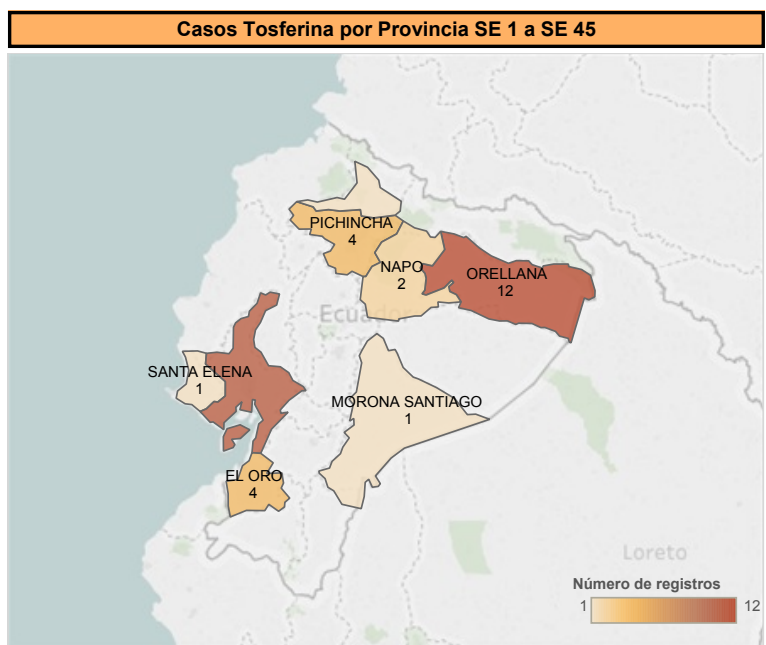 Casos Tosferina por Provincia SE 1 a SE 45
PICHINCHA
4
NAPO
2
ORELLANA
12
Ecuador
SANTA ELENA
1
MORONA SANTIAGO
1
EL ORO
4
Loreto
Número de registros
1
12